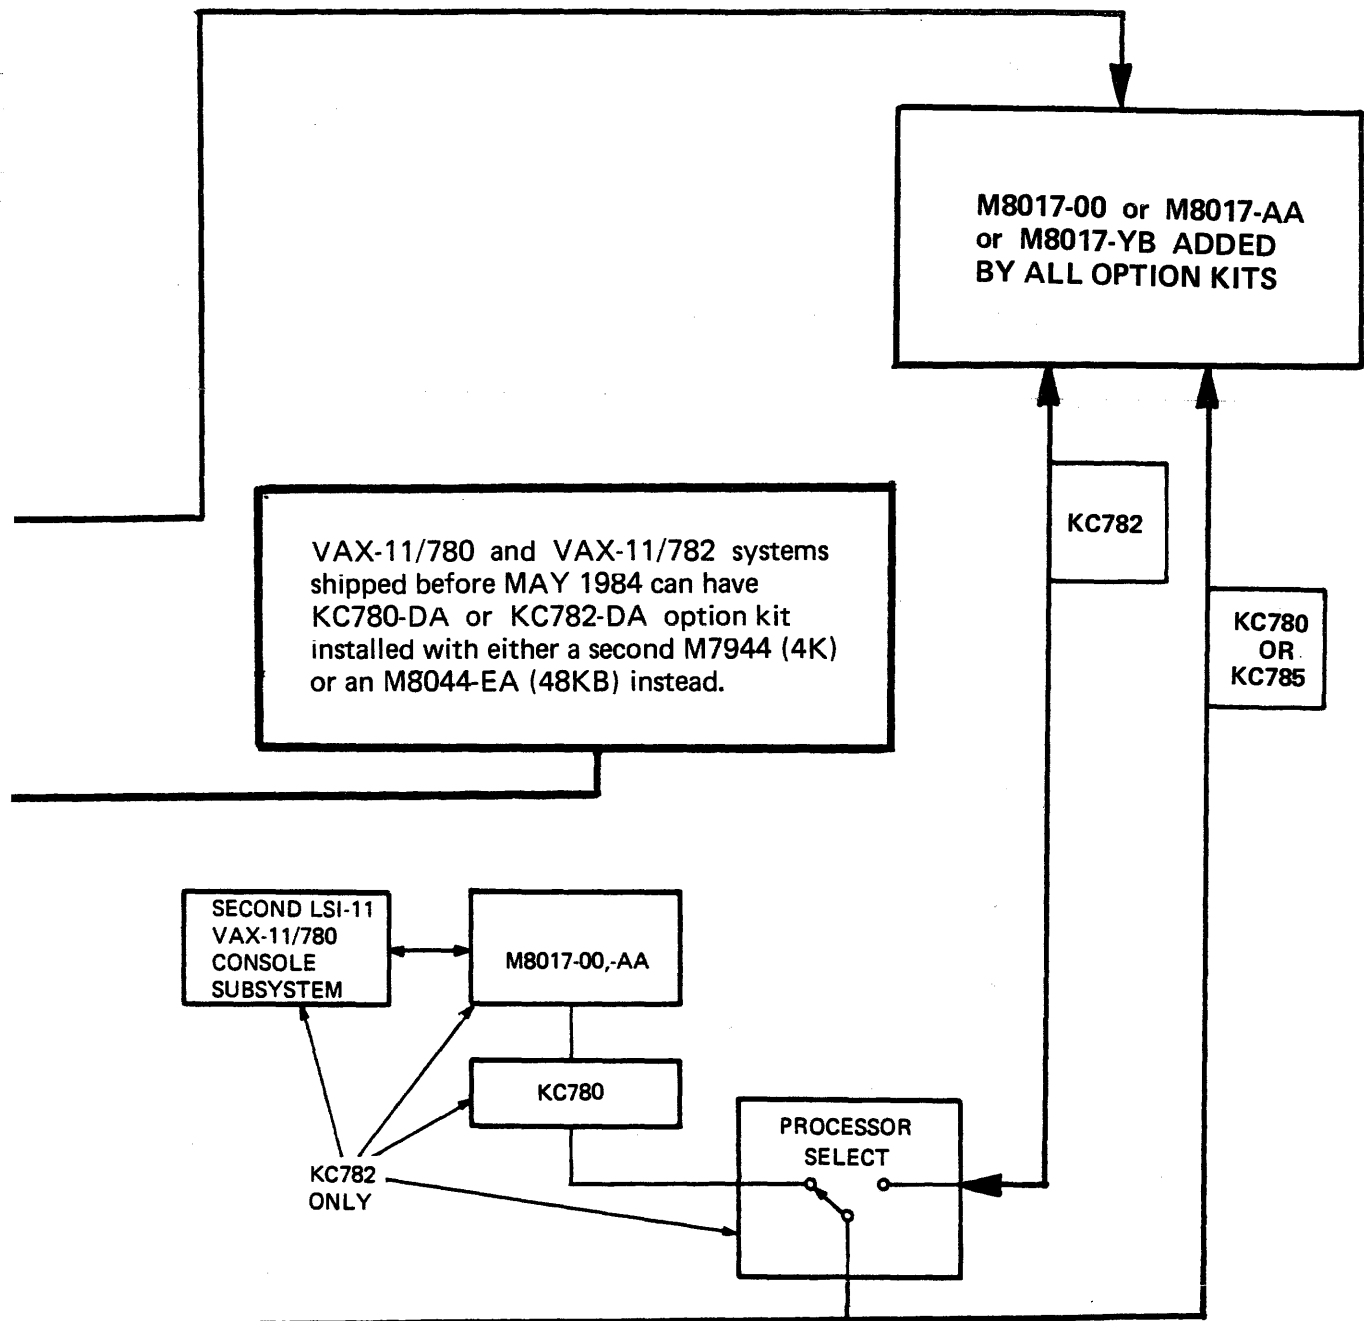 M8017-00 or M8017-AA
or M8017-YB ADDED
BY ALL OPTION KITS
KC782
VAX-11/780 and VAX-11/782 systems
shipped before MAY 1984 can have
KC780-DA or KC782-DA option kit
installed with either a second M7944 (4K)
or an M8044-EA (48KB) instead.
KC780
OR
KC785
SECOND LSI-11
VAX-11/780
CONSOLE
SUBSYSTEM
M8017-00,-AA
KC780
PROCESSOR
SELECT
KC782
ONLY